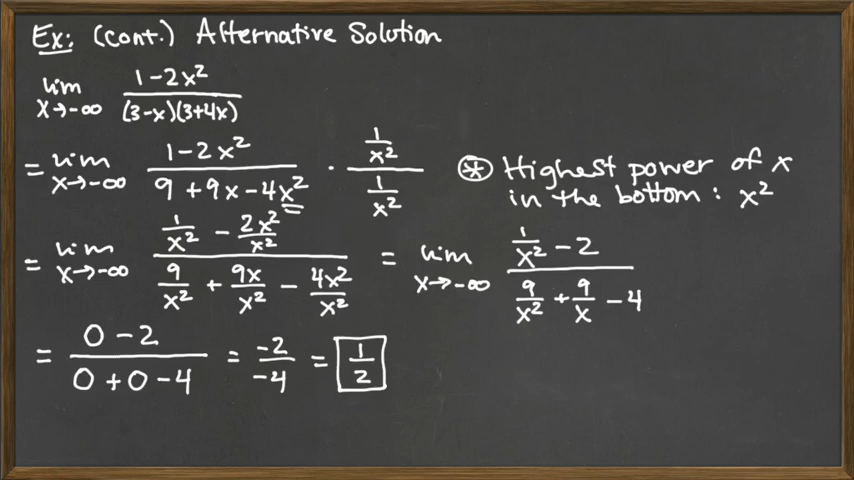 Ex: (cont.) Alternative Solution
lim x→-∞ (1-2x²)/((3-x)(3+4x))
= lim x→-∞ (1-2x²)/(9+9x-4x²) · (1/x²)/(1/x²) ⊛ Highest power of x
in the bottom: x²
= lim x→-∞ (1/x² - 2x²/x²)/(9/x² + 9x/x² - 4x²/x²) = lim x→-∞ (1/x² - 2)/(9/x² + 9/x - 4)
= (0-2)/(0+0-4) = -2/-4 = 1/2